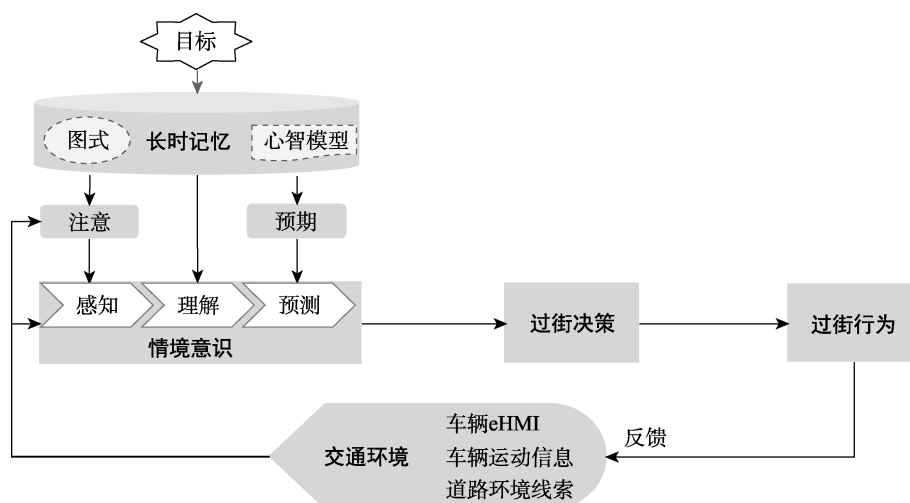 目标
图式
长时记忆
心智模型
注意
预期
感知
理解
预测
情境意识
过街决策
过街行为
反馈
交通环境
车辆eHMI
车辆运动信息
道路环境线索